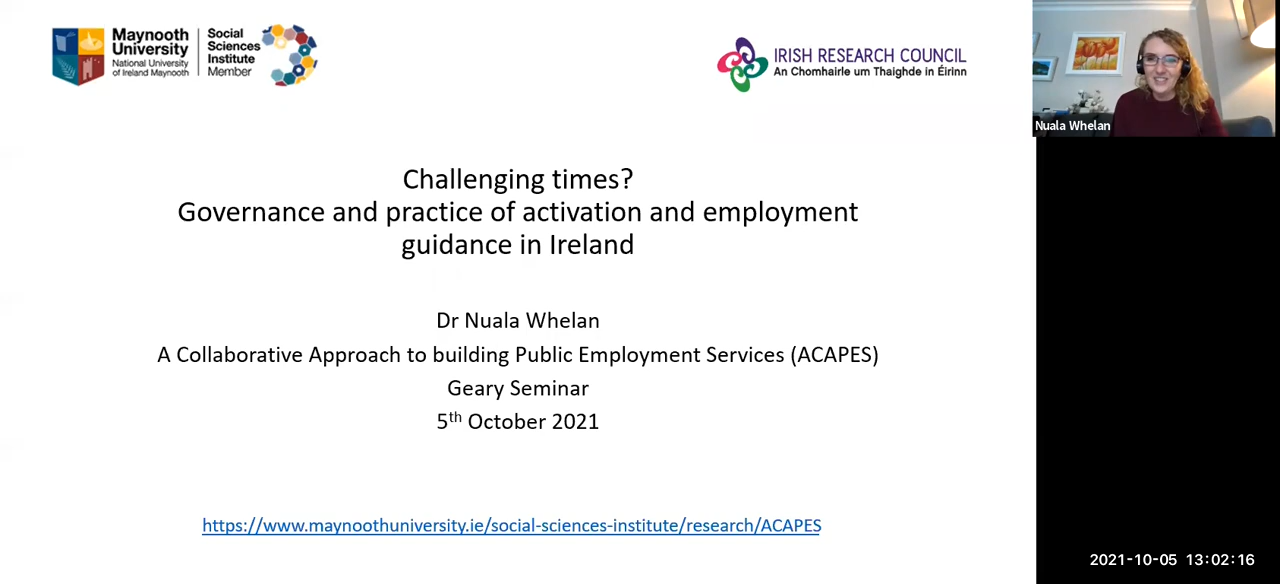 Maynooth
University
National University
of Ireland Maynooth
Social
Sciences
Institute
Member
IRISH RESEARCH COUNCIL
An Chomhairle um Thaighde in Éirinn
Nuala Whelan
Challenging times?
Governance and practice of activation and employment
guidance in Ireland
Dr Nuala Whelan
A Collaborative Approach to building Public Employment Services (ACAPES)
Geary Seminar
5th October 2021
https://www.maynoothuniversity.ie/social-sciences-institute/research/ACAPES
2021-10-05 13:02:16